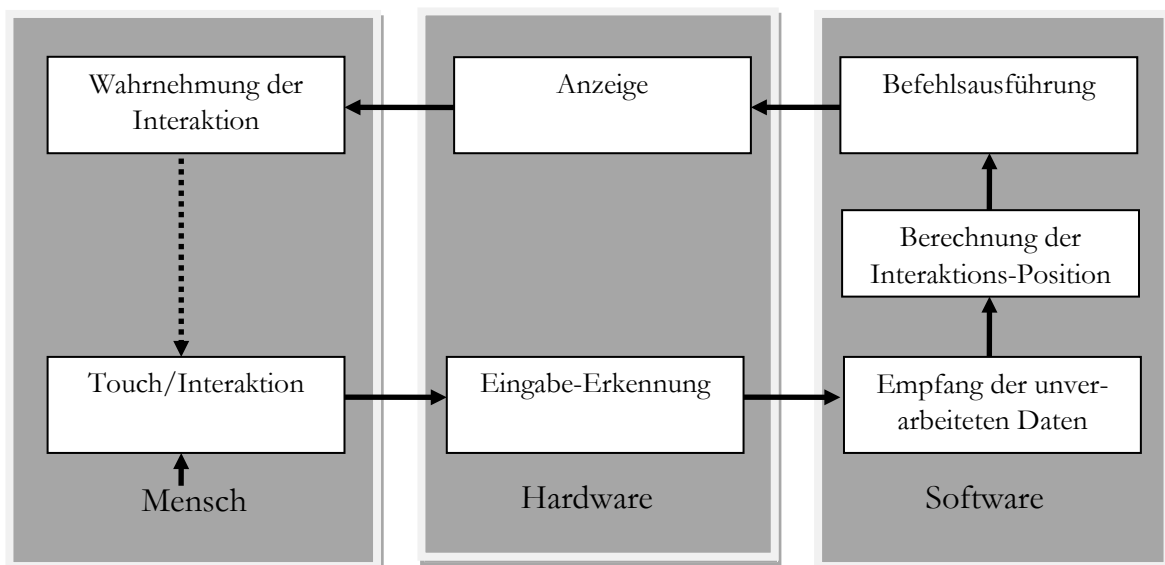 Wahrnehmung der
Interaktion
Anzeige
Befehlsausführung
Berechnung der
Interaktions-Position
Touch/Interaktion
Eingabe-Erkennung
Empfang der unver-
arbeiteten Daten
Mensch
Hardware
Software